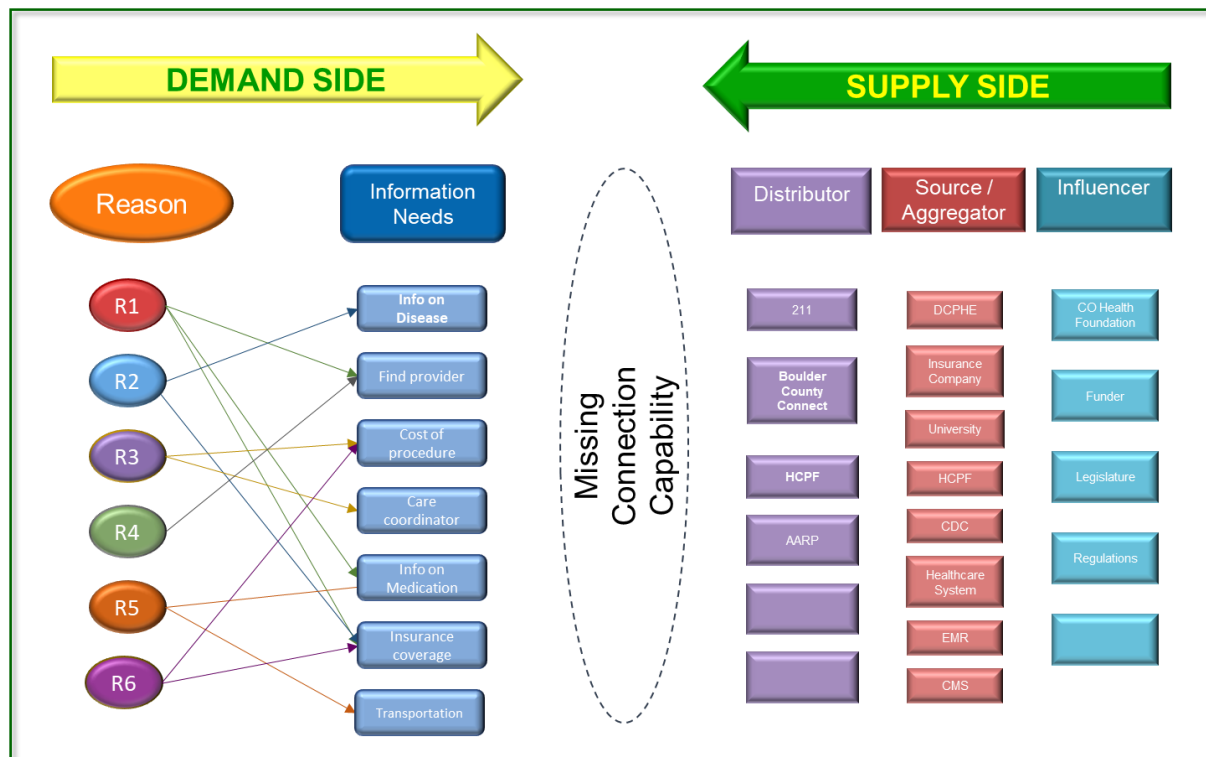 DEMAND SIDE
SUPPLY SIDE
Reason
Information
Needs
Distributor
Source /
Aggregator
Influencer
R1
R2
R3
R4
R5
R6
Info on
Disease
Find provider
Cost of
procedure
Care
coordinator
Info on
Medication
Insurance
coverage
Transportation
Missing
Connection
Capability
211
Boulder
County
Connect
HCPF
AARP
DCPHE
Insurance
Company
University
HCPF
CDC
Healthcare
System
EMR
CMS
CO Health
Foundation
Funder
Legislature
Regulations